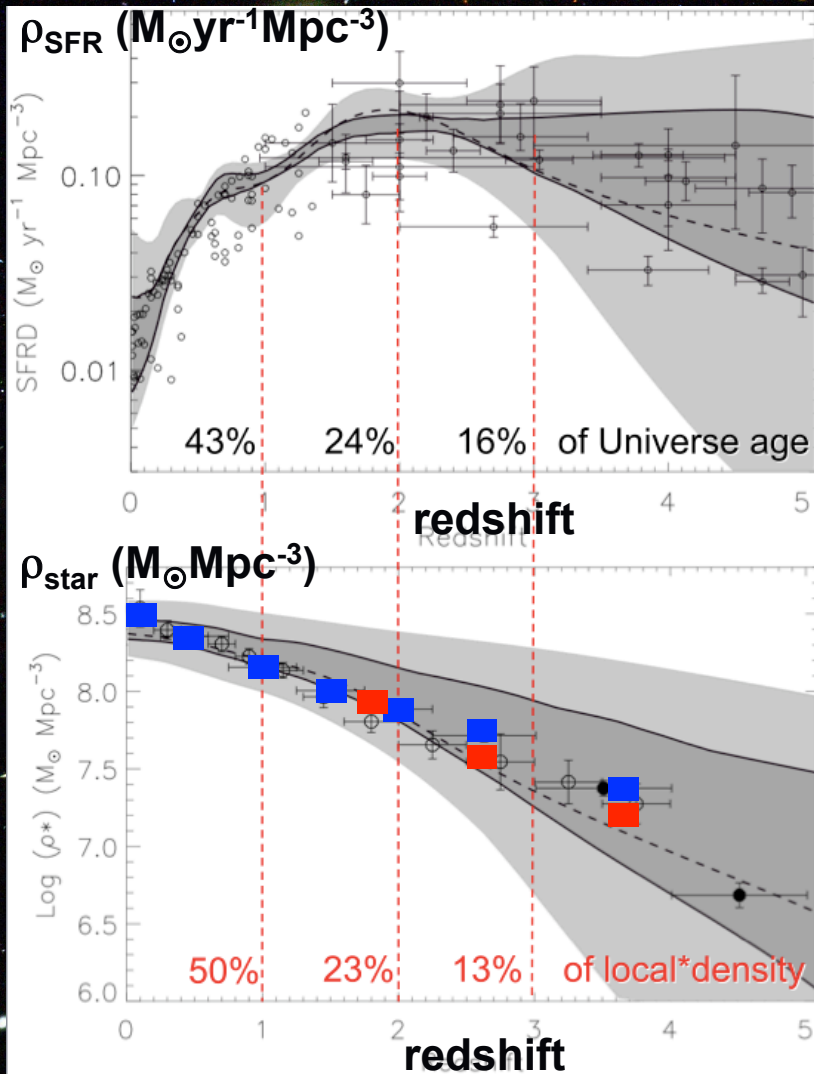 ρSFR (M⊙yr-1Mpc-3)
SFRD (M⊙ yr-1 Mpc-3)
0.10
0.01
43% 24% 16% of Universe age
0 1 2 3 4 5
redshift
Redshift
ρstar (M⊙Mpc-3)
Log (ρ*) (M⊙ Mpc-3)
8.5
8.0
7.5
7.0
6.5
6.0
50% 23% 13% of local*density
0 1 2 3 4 5
redshift